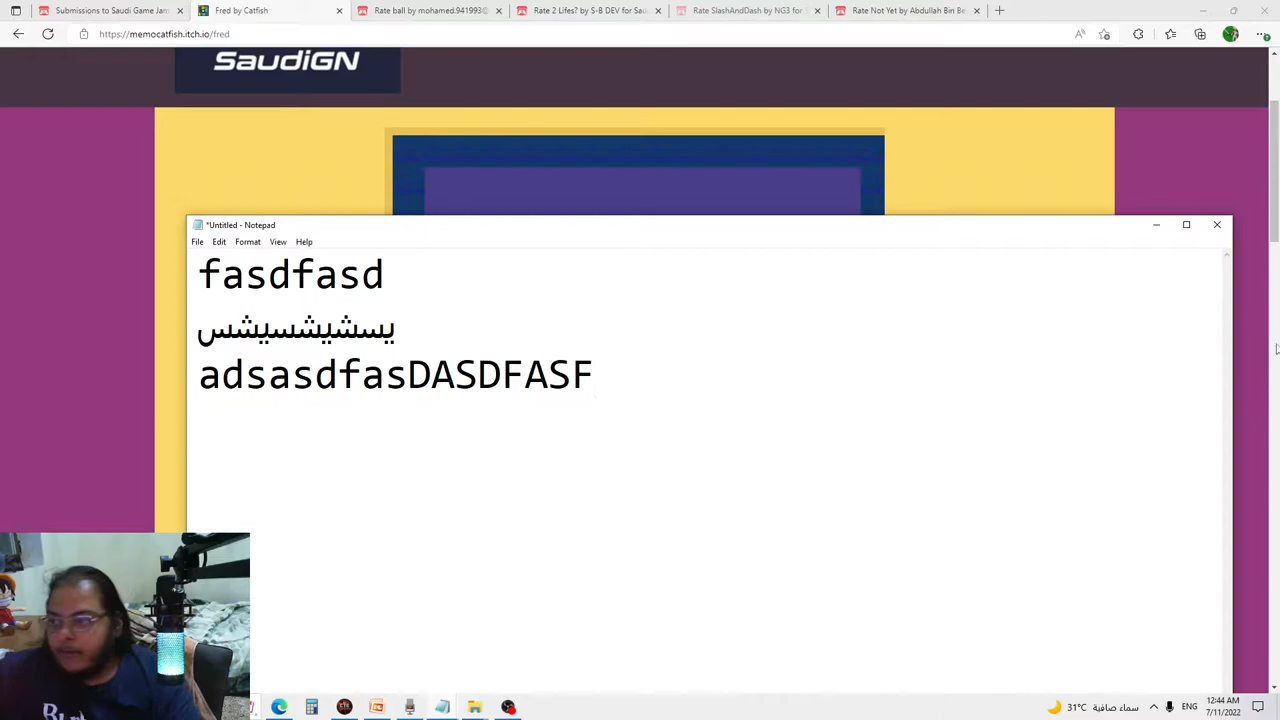 Submissions to Saudi Game Jam
Fred by Catfish
Rate ball by mohamed.941993@
Rate 2 Lifes? by S-B DEV for Sau
Rate SlashAndDash by NG3 for
Rate Not Yet by Abdullah Bin Be
https://memocatfish.itch.io/fred
SaudiGN
*Untitled - Notepad
File Edit Format View Help
fasdfasd
يسشيشسيشس
adsasdfasDASDFASF
31°C سماء صافية
ENG
12:44 AM
7/11/2022